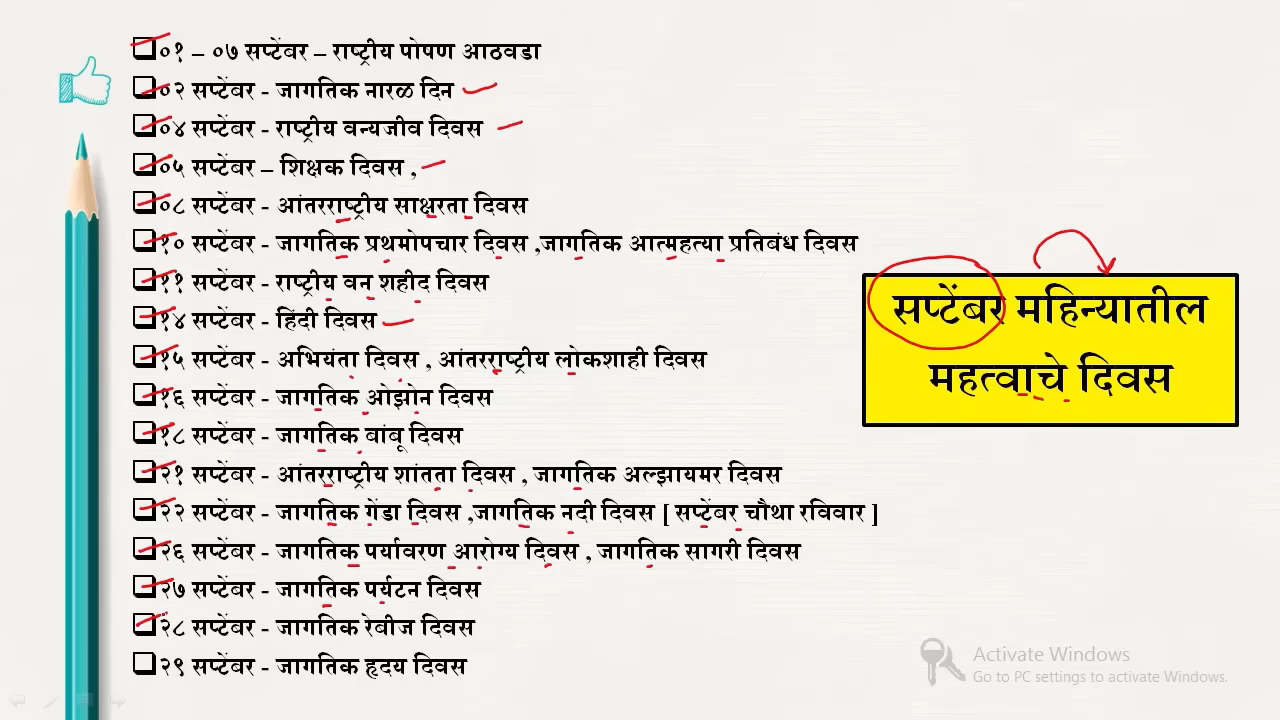 ०१ – ०७ सप्टेंबर – राष्ट्रीय पोषण आठवडा
०२ सप्टेंबर - जागतिक नारळ दिन
०४ सप्टेंबर - राष्ट्रीय वन्यजीव दिवस
०५ सप्टेंबर – शिक्षक दिवस ,
०८ सप्टेंबर - आंतरराष्ट्रीय साक्षरता दिवस
१० सप्टेंबर - जागतिक प्रथमोपचार दिवस ,जागतिक आत्महत्या प्रतिबंध दिवस
११ सप्टेंबर - राष्ट्रीय वन शहीद दिवस
१४ सप्टेंबर - हिंदी दिवस
१५ सप्टेंबर - अभियंता दिवस , आंतरराष्ट्रीय लोकशाही दिवस
१६ सप्टेंबर - जागतिक ओझोन दिवस
१८ सप्टेंबर - जागतिक बांबू दिवस
२१ सप्टेंबर - आंतरराष्ट्रीय शांतता दिवस , जागतिक अल्झायमर दिवस
२२ सप्टेंबर - जागतिक गेंडा दिवस ,जागतिक नदी दिवस [ सप्टेंबर चौथा रविवार ]
२६ सप्टेंबर - जागतिक पर्यावरण आरोग्य दिवस , जागतिक सागरी दिवस
२७ सप्टेंबर - जागतिक पर्यटन दिवस
२८ सप्टेंबर - जागतिक रेबीज दिवस
२९ सप्टेंबर - जागतिक हृदय दिवस
सप्टेंबर महिन्यातील
महत्वाचे दिवस
Activate Windows
Go to PC settings to activate Windows.